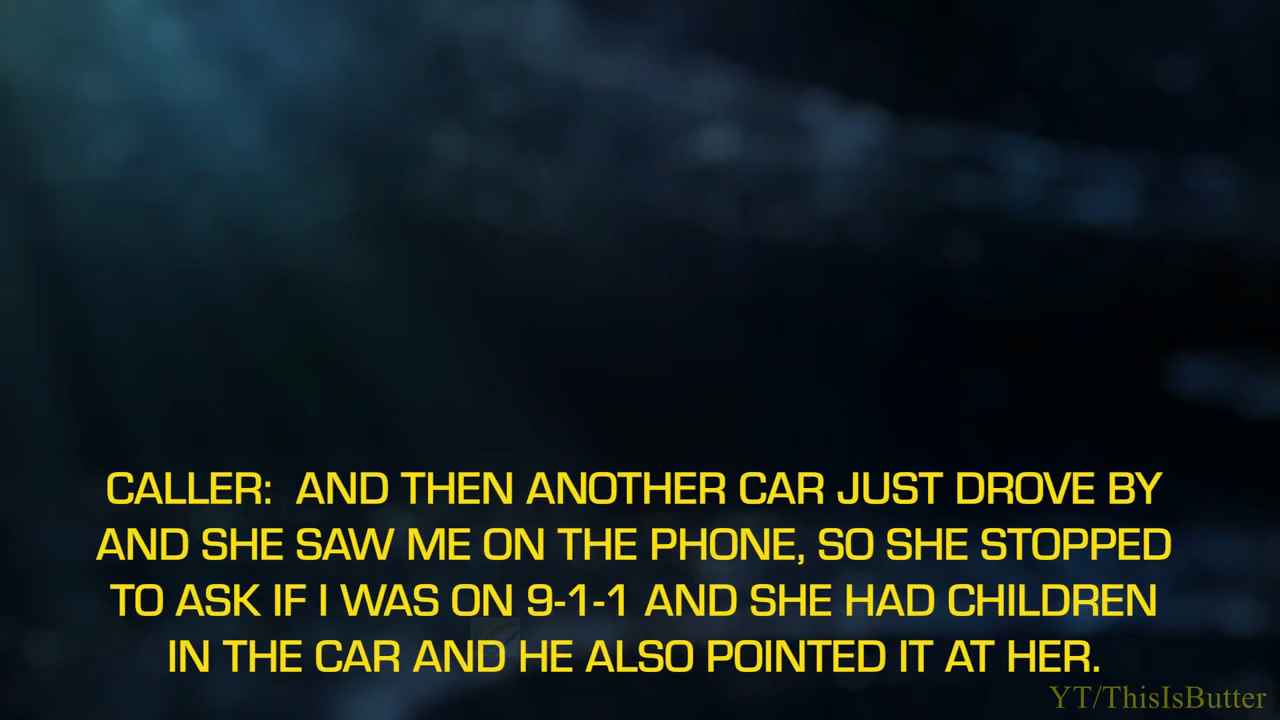 CALLER: AND THEN ANOTHER CAR JUST DROVE BY
AND SHE SAW ME ON THE PHONE, SO SHE STOPPED
TO ASK IF I WAS ON 9-1-1 AND SHE HAD CHILDREN
IN THE CAR AND HE ALSO POINTED IT AT HER.
YT/ThisIsButter